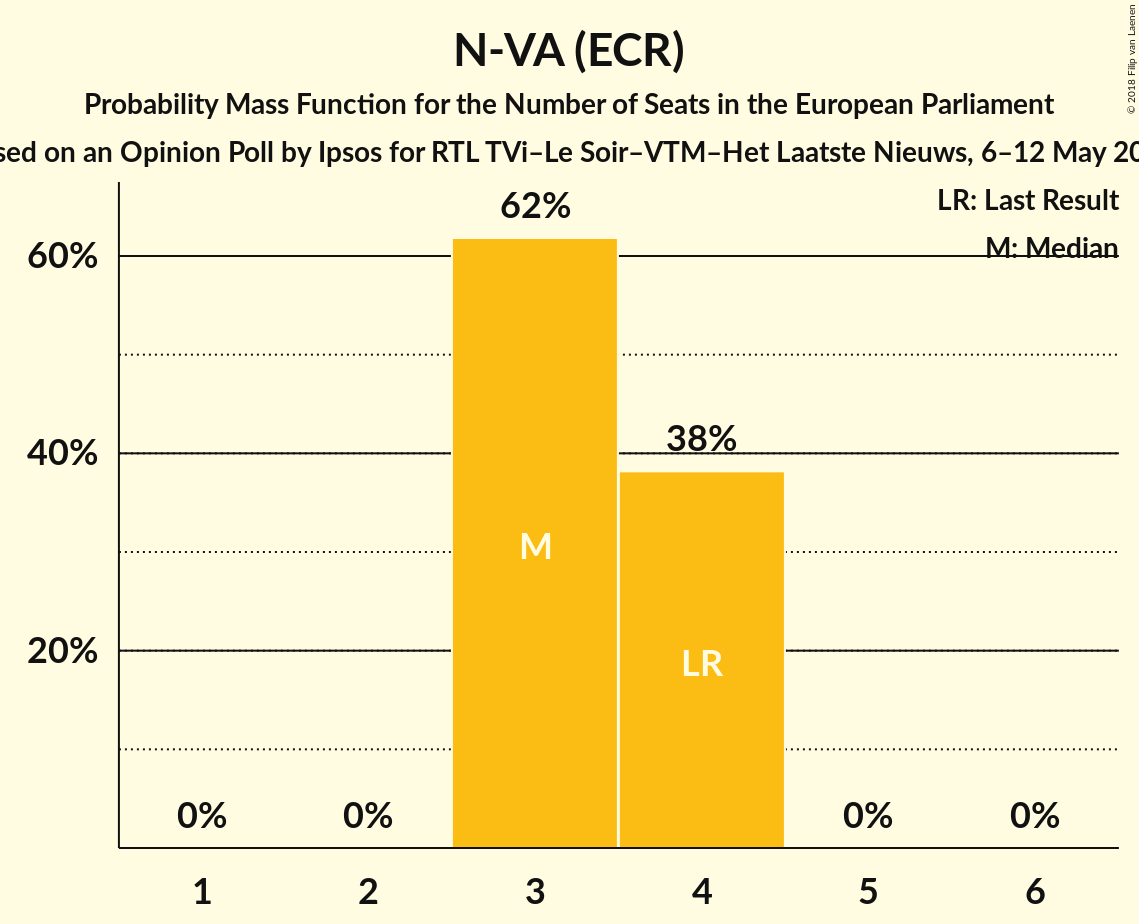 N-VA (ECR)
Probability Mass Function for the Number of Seats in the European Parliament
on an Opinion Poll by Ipsos for RTL TVi–Le Soir–VTM–Het Laatste Nieuws, 6–12 May
© 2018 Filip van Laenen
LR: Last Result
M: Median
62%
60%
38%
40%
M
LR
20%
0% 0% 0% 0%
1 2 3 4 5 6